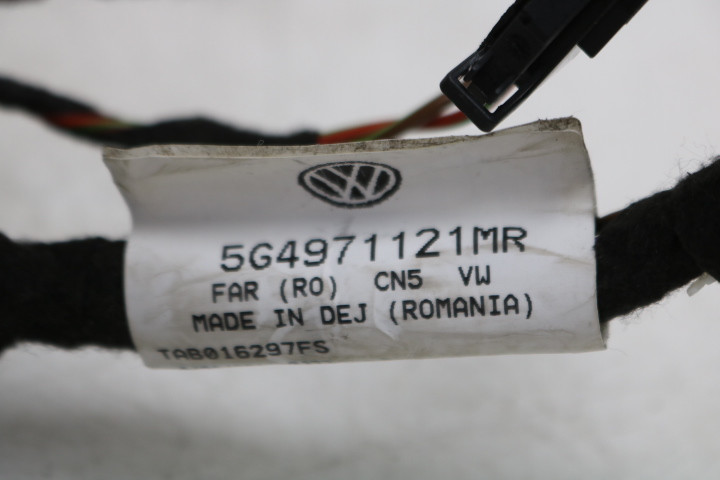 5G4971121MR
FAR (RO) CN5 VW
MADE IN DEJ (ROMANIA)
TAB016297FS